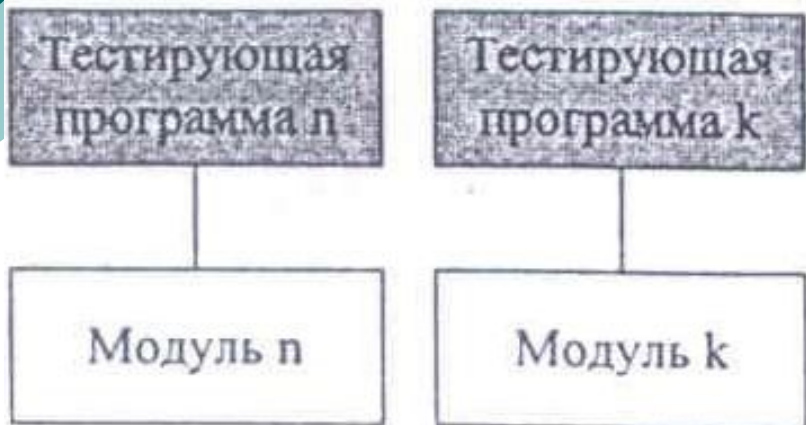 Тестирующая
программа n
Тестирующая
программа k
Модуль n
Модуль k